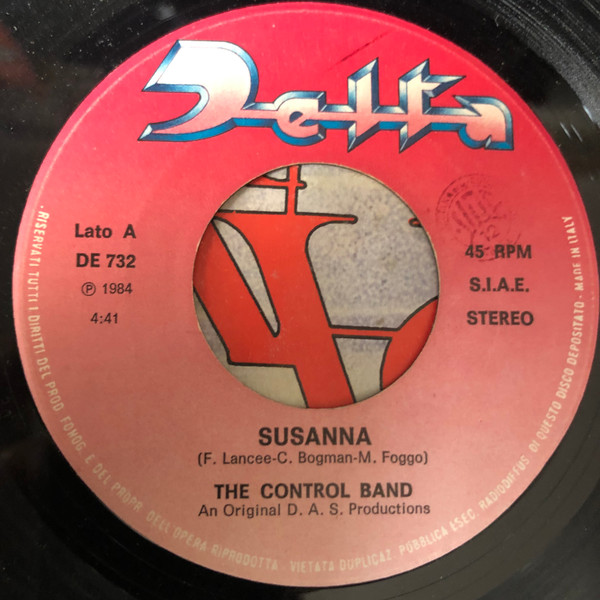 Delta
Lato A
DE 732
℗ 1984
4:41
45 RPM
S.I.A.E.
STEREO
SUSANNA
(F. Lancee-C. Bogman-M. Foggo)
THE CONTROL BAND
An Original D. A. S. Productions
· RISERVATI TUTTI I DIRITTI DEL PROD. FONOG. E DEL PROPR. DELL'OPERA RIPRODOTTA · VIETATA DUPLICAZ. PUBBLICA ESEC. RADIODIFFUS. DI QUESTO DISCO DEPOSITATO · MADE IN ITALY